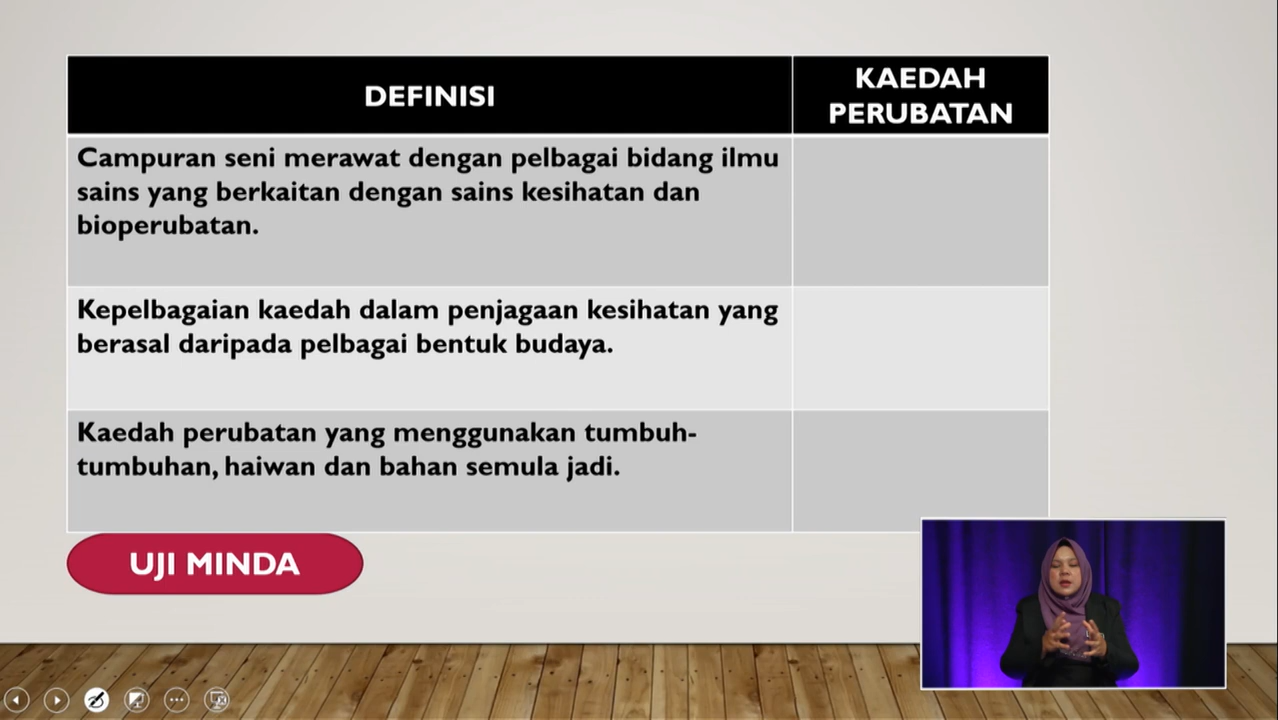 DEFINISI
KAEDAH
PERUBATAN
Campuran seni merawat dengan pelbagai bidang ilmu
sains yang berkaitan dengan sains kesihatan dan
bioperubatan.
Kepelbagaian kaedah dalam penjagaan kesihatan yang
berasal daripada pelbagai bentuk budaya.
Kaedah perubatan yang menggunakan tumbuh-
tumbuhan, haiwan dan bahan semula jadi.
UJI MINDA